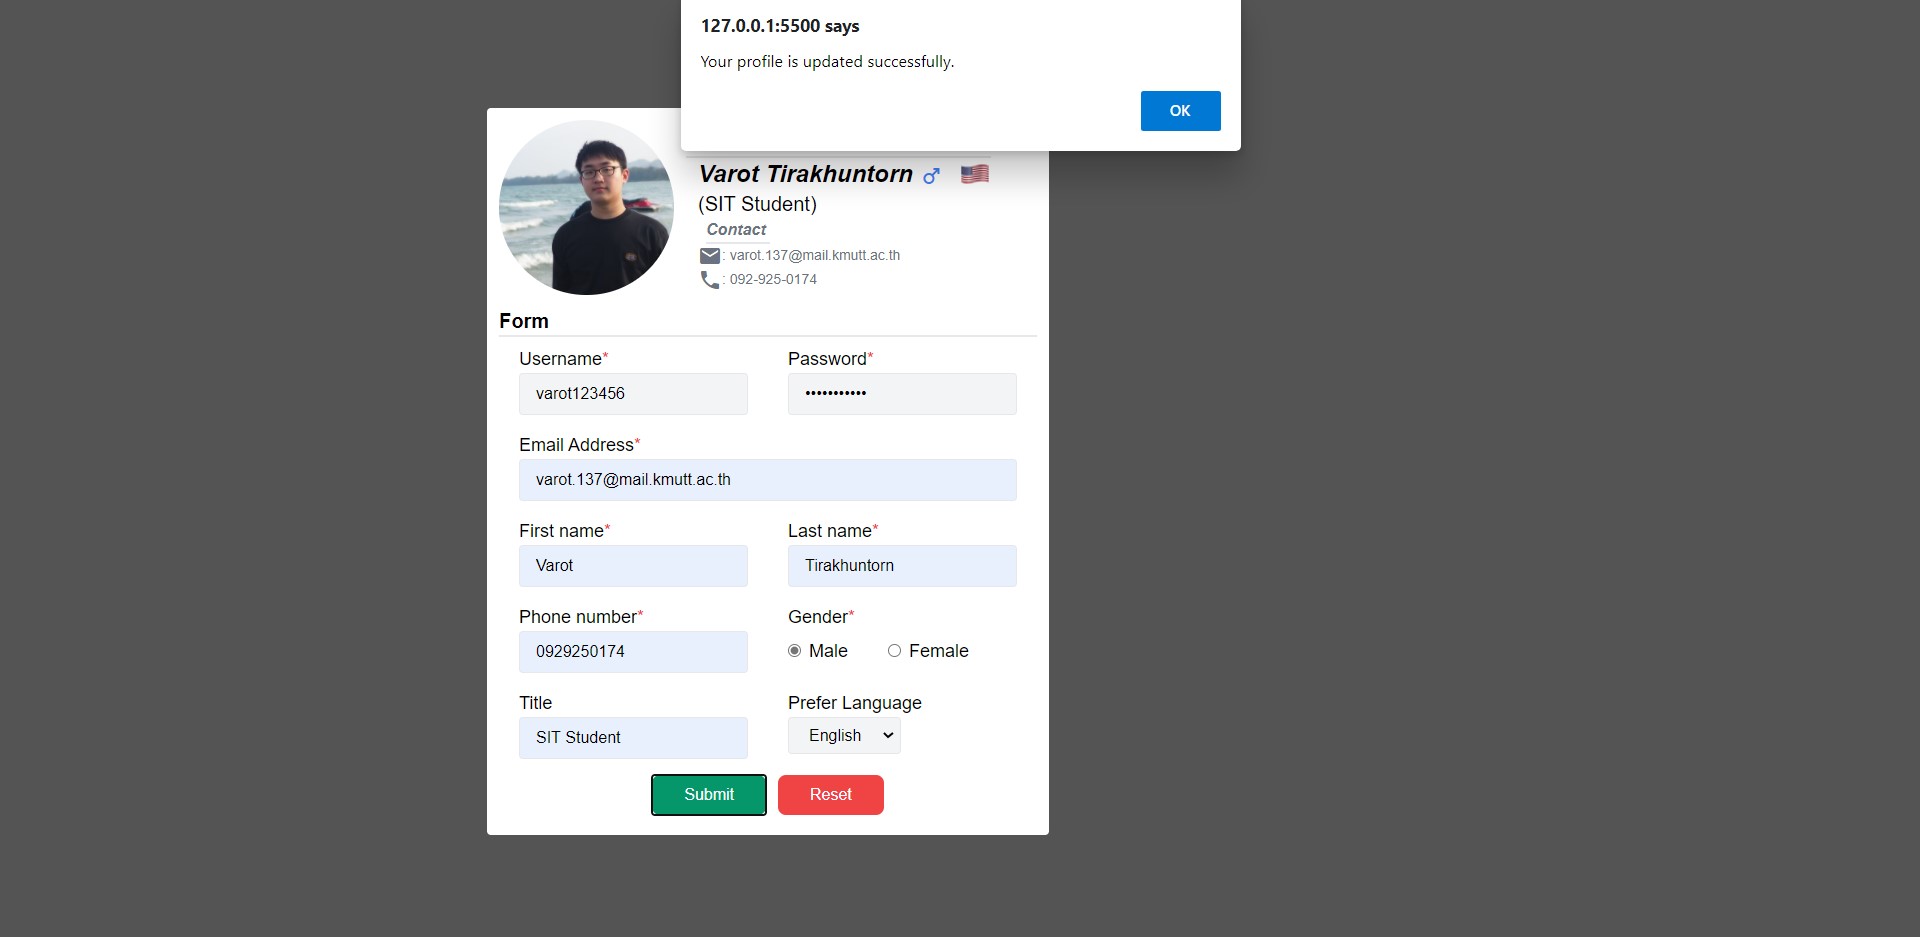 127.0.0.1:5500 says
Your profile is updated successfully.
OK
Varot Tirakhuntorn ♂ 🇺🇸
(SIT Student)
Contact
: varot.137@mail.kmutt.ac.th
: 092-925-0174
Form
Username* Password*
varot123456 •••••••••••
Email Address*
varot.137@mail.kmutt.ac.th
First name* Last name*
Varot Tirakhuntorn
Phone number* Gender*
0929250174 Male Female
Title Prefer Language
SIT Student English
Submit Reset